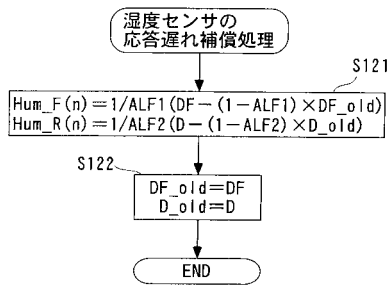 湿度センサの
応答遅れ補償処理
S121
Hum_F(n)=1/ALF1(DF-(1-ALF1)×DF_old)
Hum_R(n)=1/ALF2(D-(1-ALF2)×D_old)
S122
DF_old=DF
D_old=D
END